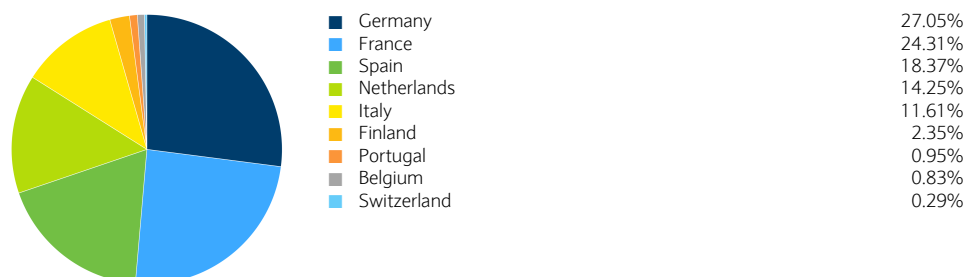 Germany 27.05%
France 24.31%
Spain 18.37%
Netherlands 14.25%
Italy 11.61%
Finland 2.35%
Portugal 0.95%
Belgium 0.83%
Switzerland 0.29%